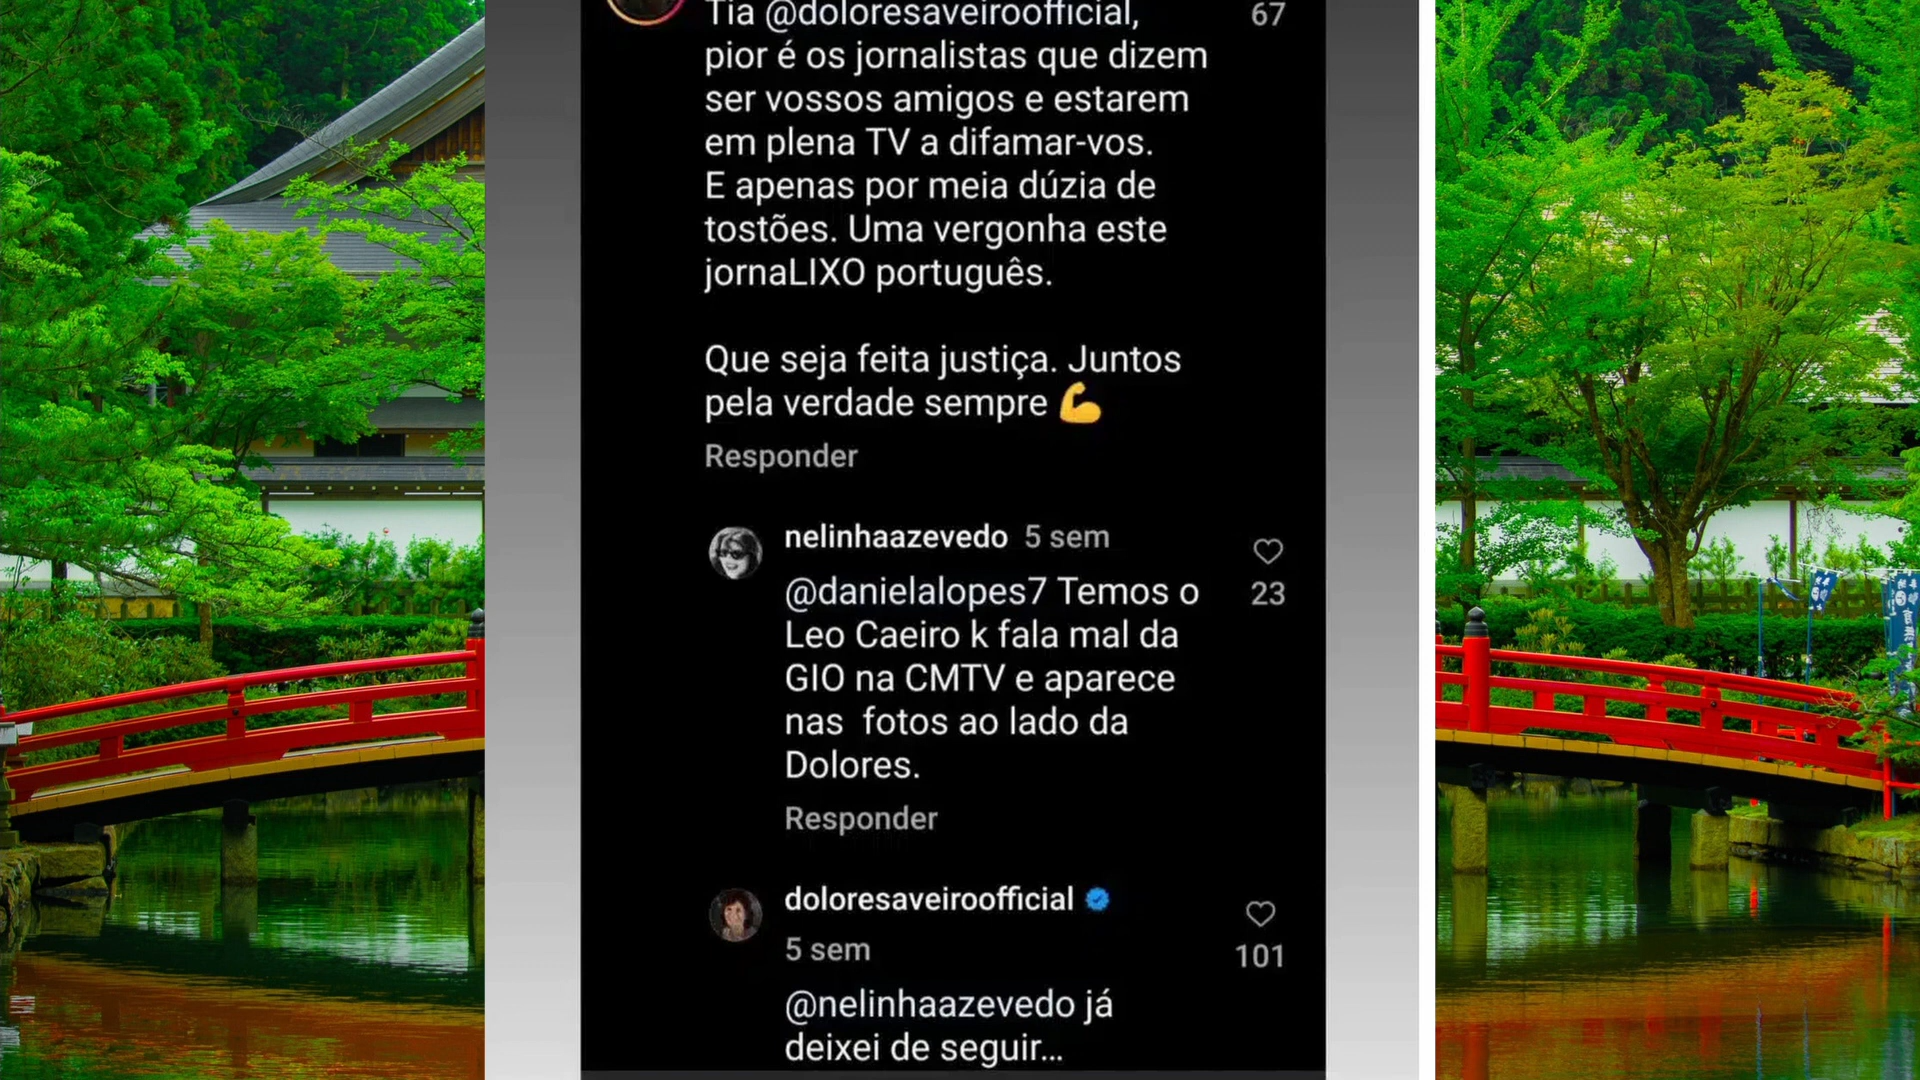 Tia @doloresaveiroofficial,
67
pior é os jornalistas que dizem
ser vossos amigos e estarem
em plena TV a difamar-vos.
E apenas por meia dúzia de
tostões. Uma vergonha este
jornaLIXO português.
Que seja feita justiça. Juntos
pela verdade sempre 💪
Responder
nelinhaazevedo 5 sem
@danielalopes7 Temos o
23
Leo Caeiro k fala mal da
GIO na CMTV e aparece
nas  fotos ao lado da
Dolores.
Responder
doloresaveiroofficial
5 sem
101
@nelinhaazevedo já
deixei de seguir...